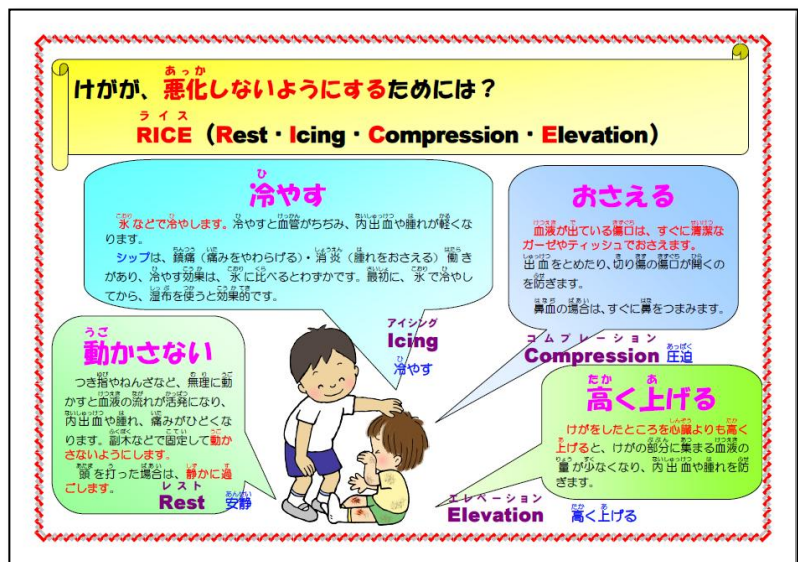 けがが、悪化しないようにするためには？
RICE（Rest・Icing・Compression・Elevation）
冷やす
氷などで冷やします。冷やすと血管がちぢみ、内出血や腫れが軽くな
ります。
シップは、鎮痛（痛みをやわらげる）・消炎（腫れをおさえる）働き
があり、冷やす効果は、氷に比べるとわずかです。最初に、氷で冷やし
てから、湿布を使うと効果的です。
アイシング
Icing
冷やす
おさえる
血液が出ている傷口は、すぐに清潔な
ガーゼやティッシュでおさえます。
出血をとめたり、切り傷の傷口が開くの
を防ぎます。
鼻血の場合は、すぐに鼻をつまみます。
コムプレーション
Compression 圧迫
動かさない
つき指やねんざなど、無理に動
かすと血液の流れが活発になり、
内出血や腫れ、痛みがひどくな
ります。副木などで固定して動か
さないようにします。
頭を打った場合は、静かに過
ごします。
レスト
Rest 安静
高く上げる
けがをしたところを心臓よりも高く
上げると、けがの部分に集まる血液の
量が少なくなり、内出血や腫れを防
ぎます。
エレベーション
Elevation 高く上げる